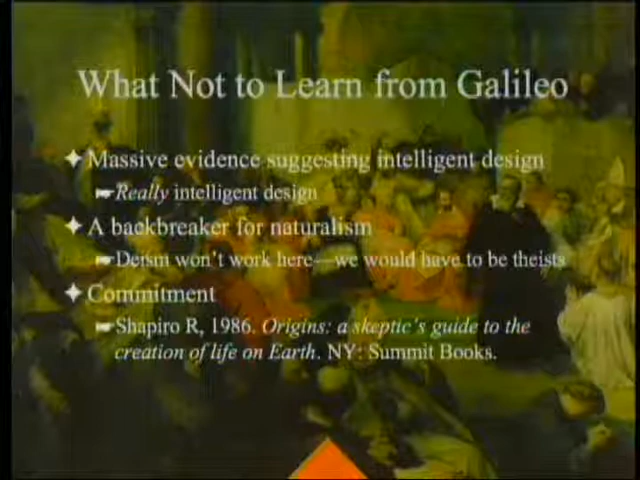 What Not to Learn from Galileo
Massive evidence suggesting intelligent design
Really intelligent design
A backbreaker for naturalism
Deism won't work here—we would have to be theists
Commitment
Shapiro R, 1986. Origins: a skeptic's guide to the
creation of life on Earth. NY: Summit Books.